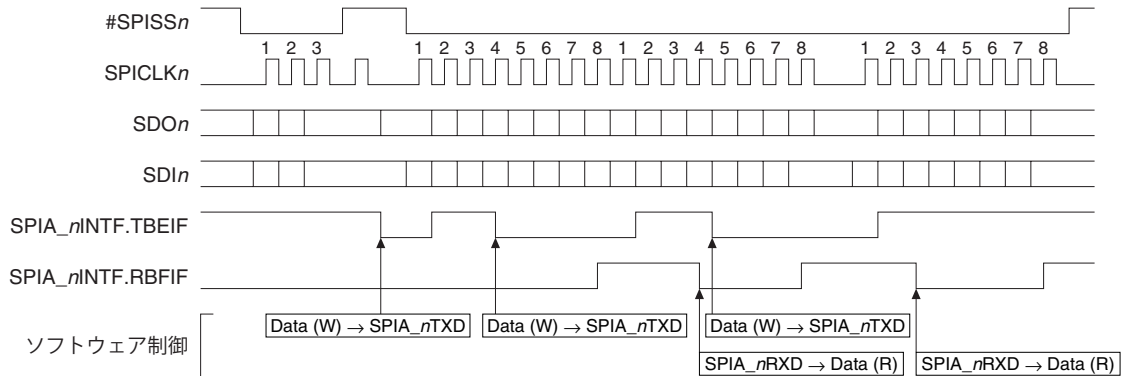 #SPISSn
1 2 3 1 2 3 4 5 6 7 8 1 2 3 4 5 6 7 8 1 2 3 4 5 6 7 8
SPICLKn
SDOn
SDIn
SPIA_nINTF.TBEIF
SPIA_nINTF.RBFIF
ソフトウェア制御
Data (W) → SPIA_nTXD
Data (W) → SPIA_nTXD
Data (W) → SPIA_nTXD
SPIA_nRXD → Data (R)
SPIA_nRXD → Data (R)